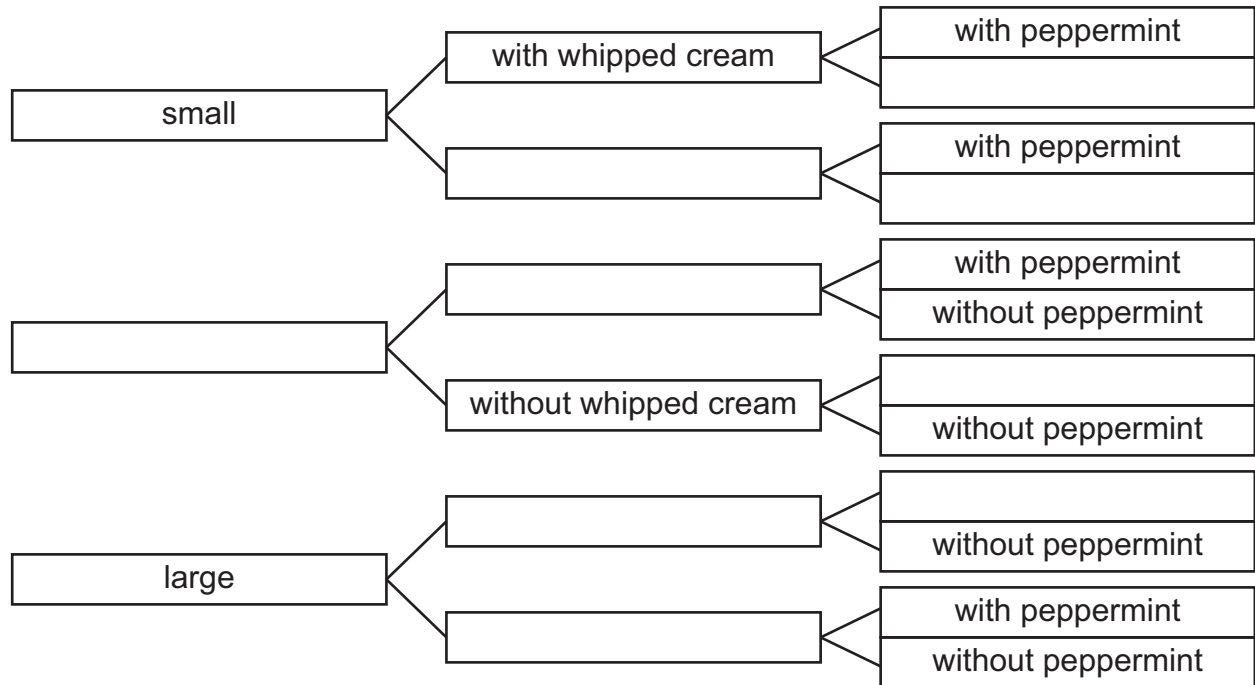 with peppermint
with whipped cream
small
with peppermint
with peppermint
without peppermint
without whipped cream
without peppermint
without peppermint
large
with peppermint
without peppermint